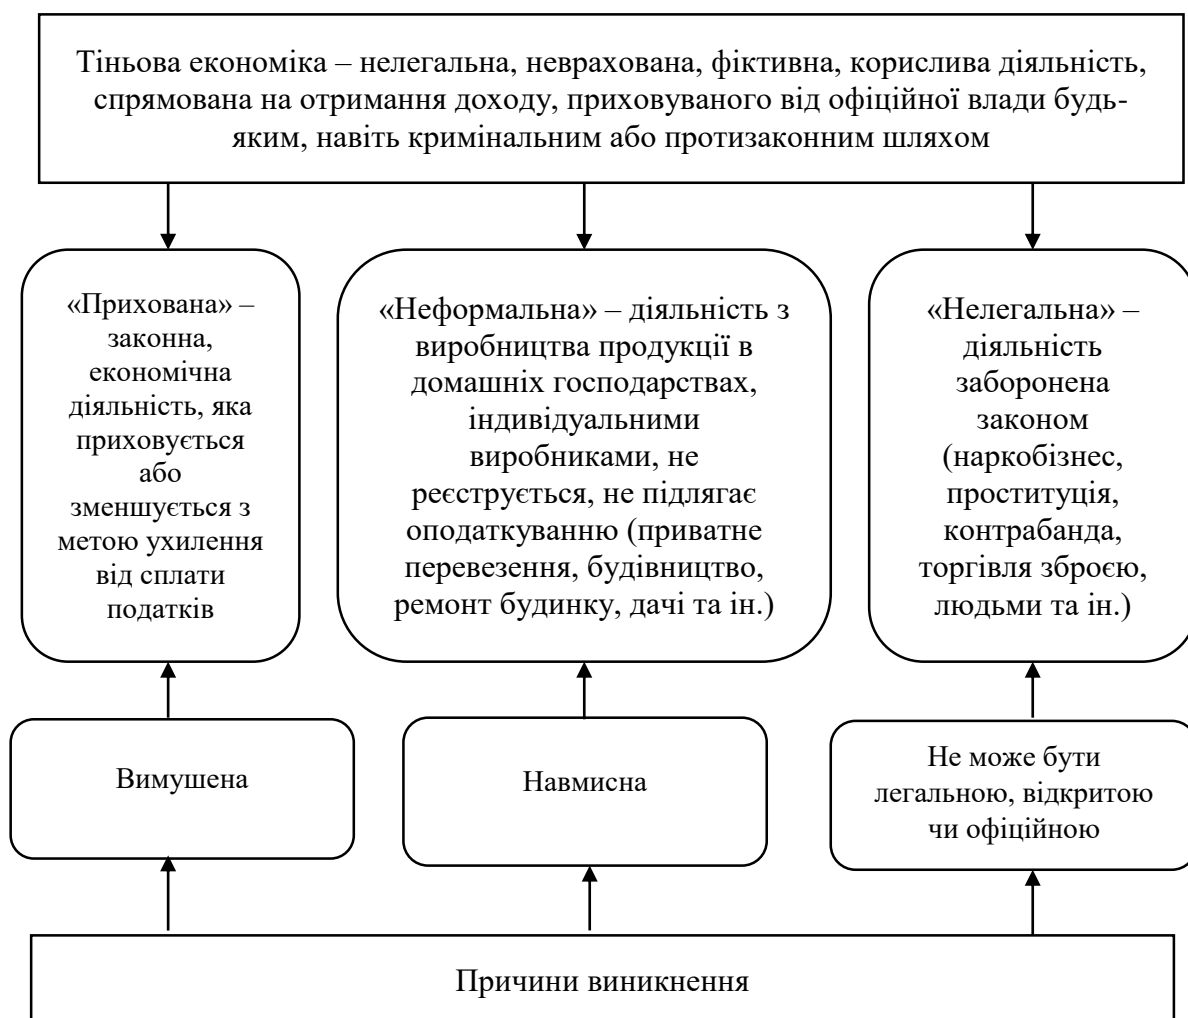 Тіньова економіка – нелегальна, неврахована, фіктивна, корислива діяльність,
спрямована на отримання доходу, приховуваного від офіційної влади будь-
яким, навіть кримінальним або протизаконним шляхом
«Прихована» –
законна,
економічна
діяльність, яка
приховується
або
зменшується з
метою ухилення
від сплати
податків
«Неформальна» – діяльність з
виробництва продукції в
домашніх господарствах,
індивідуальними
виробниками, не
реєструється, не підлягає
оподаткуванню (приватне
перевезення, будівництво,
ремонт будинку, дачі та ін.)
«Нелегальна» –
діяльність
заборонена
законом
(наркобізнес,
проституція,
контрабанда,
торгівля зброєю,
людьми та ін.)
Вимушена
Навмисна
Не може бути
легальною, відкритою
чи офіційною
Причини виникнення